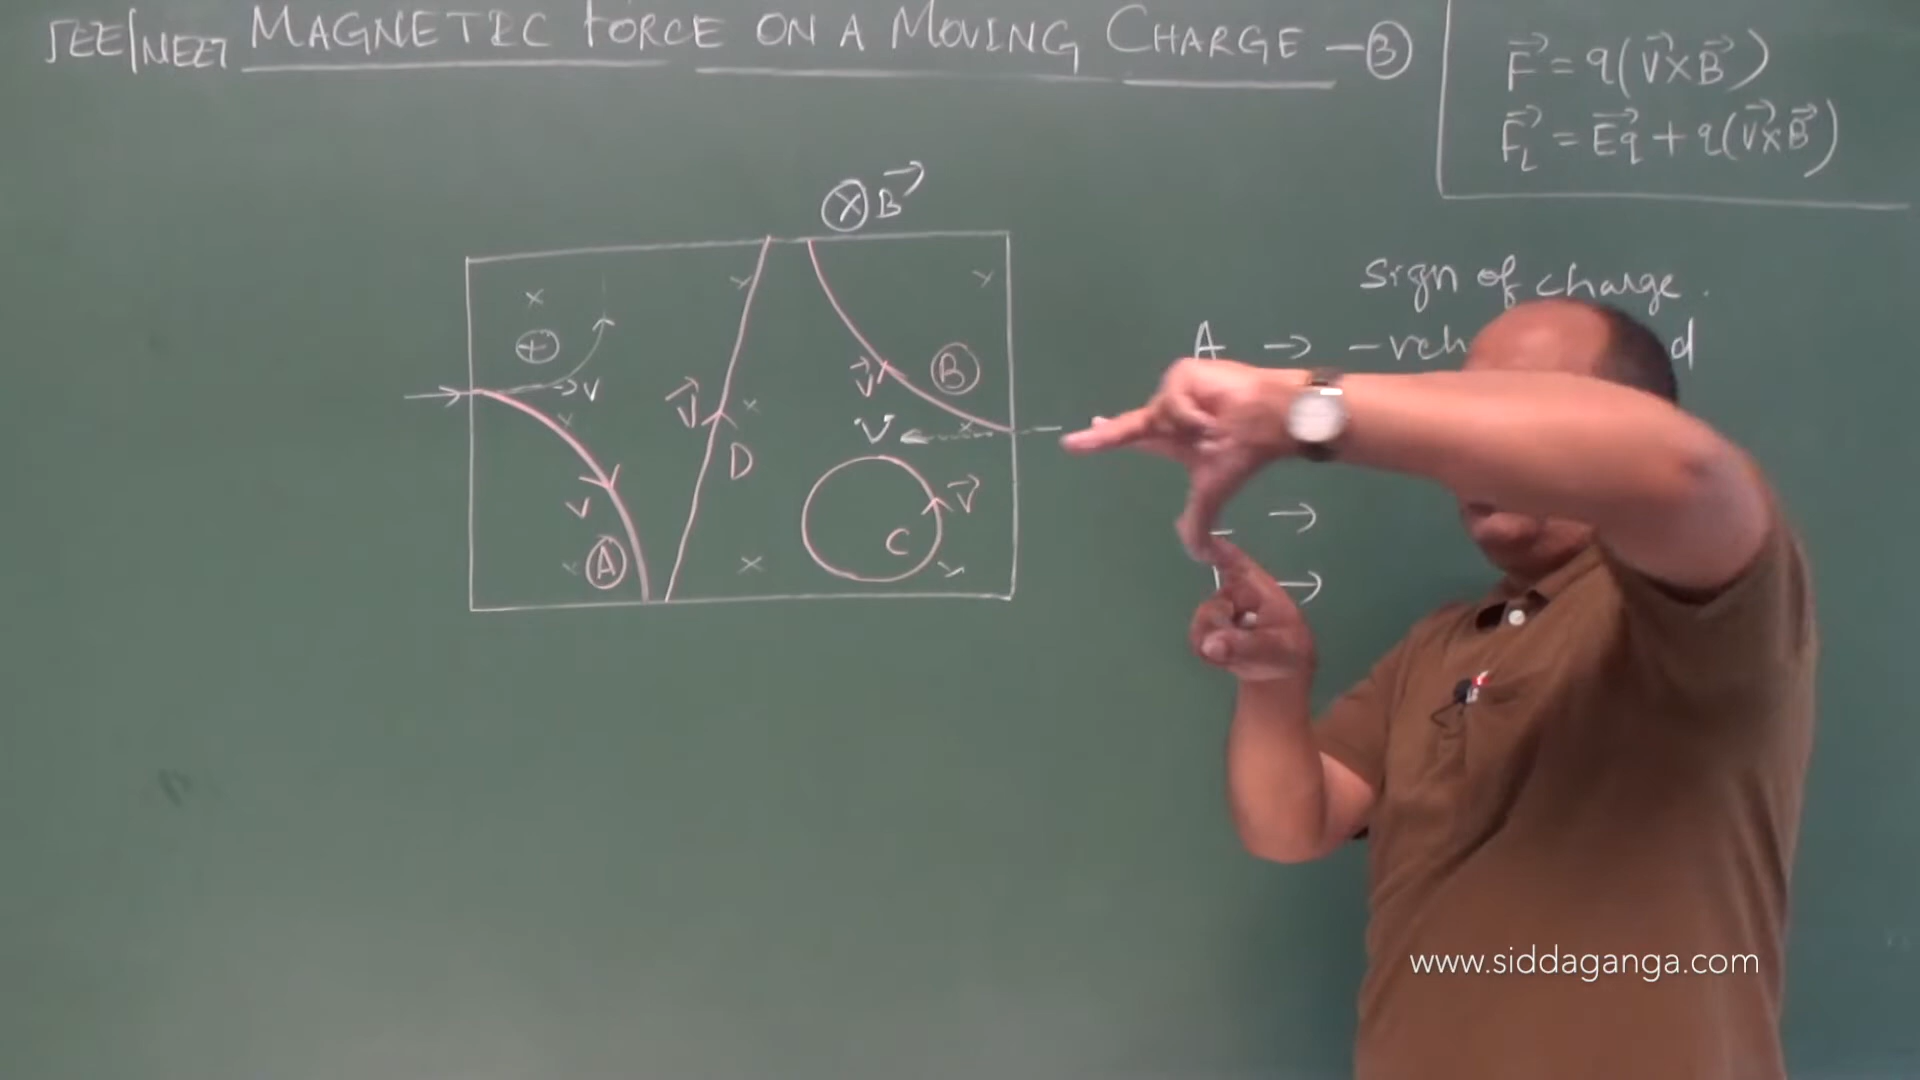 JEE/NEET MAGNETIC FORCE ON A MOVING CHARGE - B
F⃗ = q(V⃗×B⃗)
F⃗L = E⃗q + q(V⃗×B⃗)
⊗ B⃗
sign of charge.
A → -ve
+
→V
V⃗
D
V⃗
B
V
V⃗
C
V
A
→
→
www.siddaganga.com